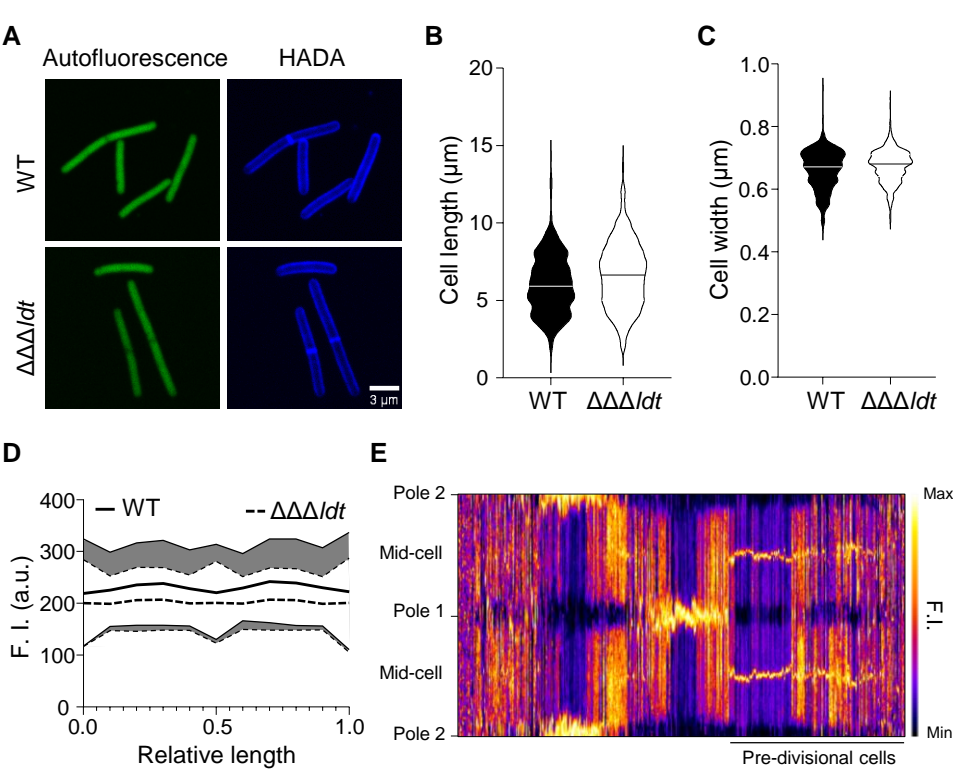 A
Autofluorescence
HADA
WT
ΔΔΔldt
3 μm
B
Cell length (μm)
20
15
10
5
0
WT
ΔΔΔldt
C
Cell width (μm)
1.0
0.8
0.6
0.4
0.2
0.0
WT
ΔΔΔldt
D
F. I. (a.u.)
400
300
200
100
0
WT
ΔΔΔldt
0.0
0.5
1.0
Relative length
E
Pole 2
Mid-cell
Pole 1
Mid-cell
Pole 2
Pre-divisional cells
Max
F.I.
Min